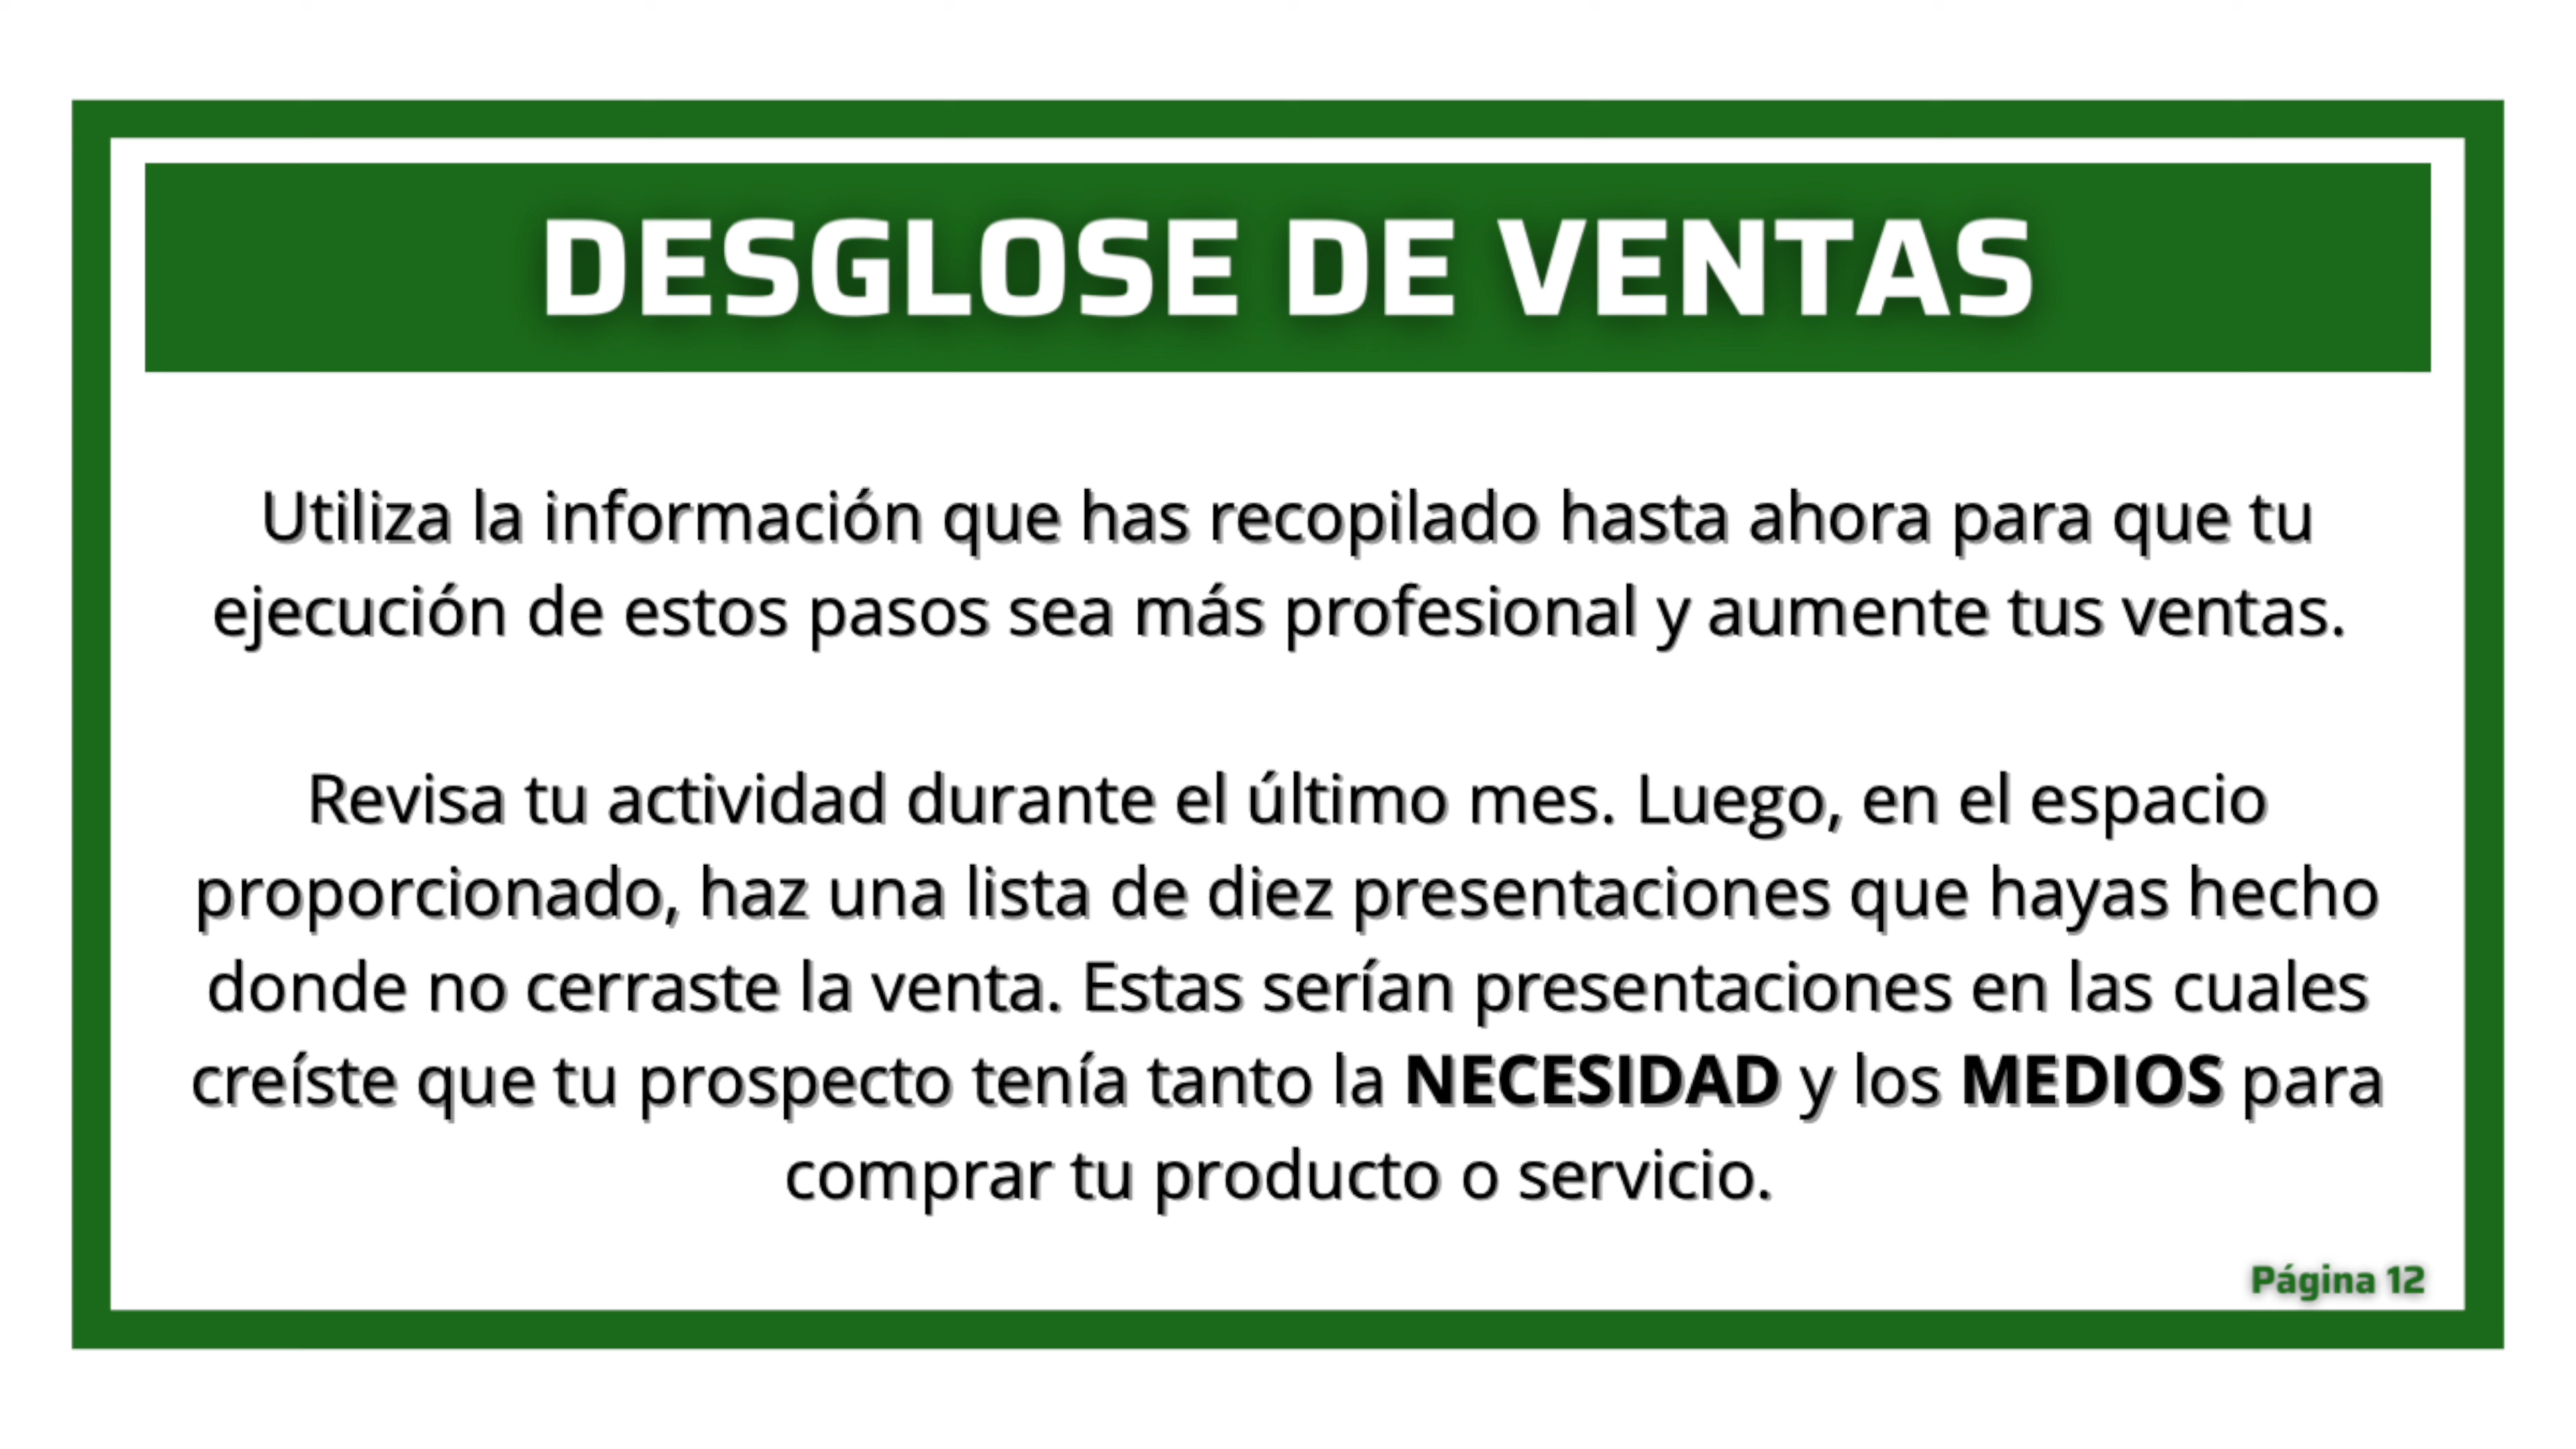 DESGLOSE DE VENTAS
Utiliza la información que has recopilado hasta ahora para que tu
ejecución de estos pasos sea más profesional y aumente tus ventas.
Revisa tu actividad durante el último mes. Luego, en el espacio
proporcionado, haz una lista de diez presentaciones que hayas hecho
donde no cerraste la venta. Estas serían presentaciones en las cuales
creíste que tu prospecto tenía tanto la NECESIDAD y los MEDIOS para
comprar tu producto o servicio.
Página 12